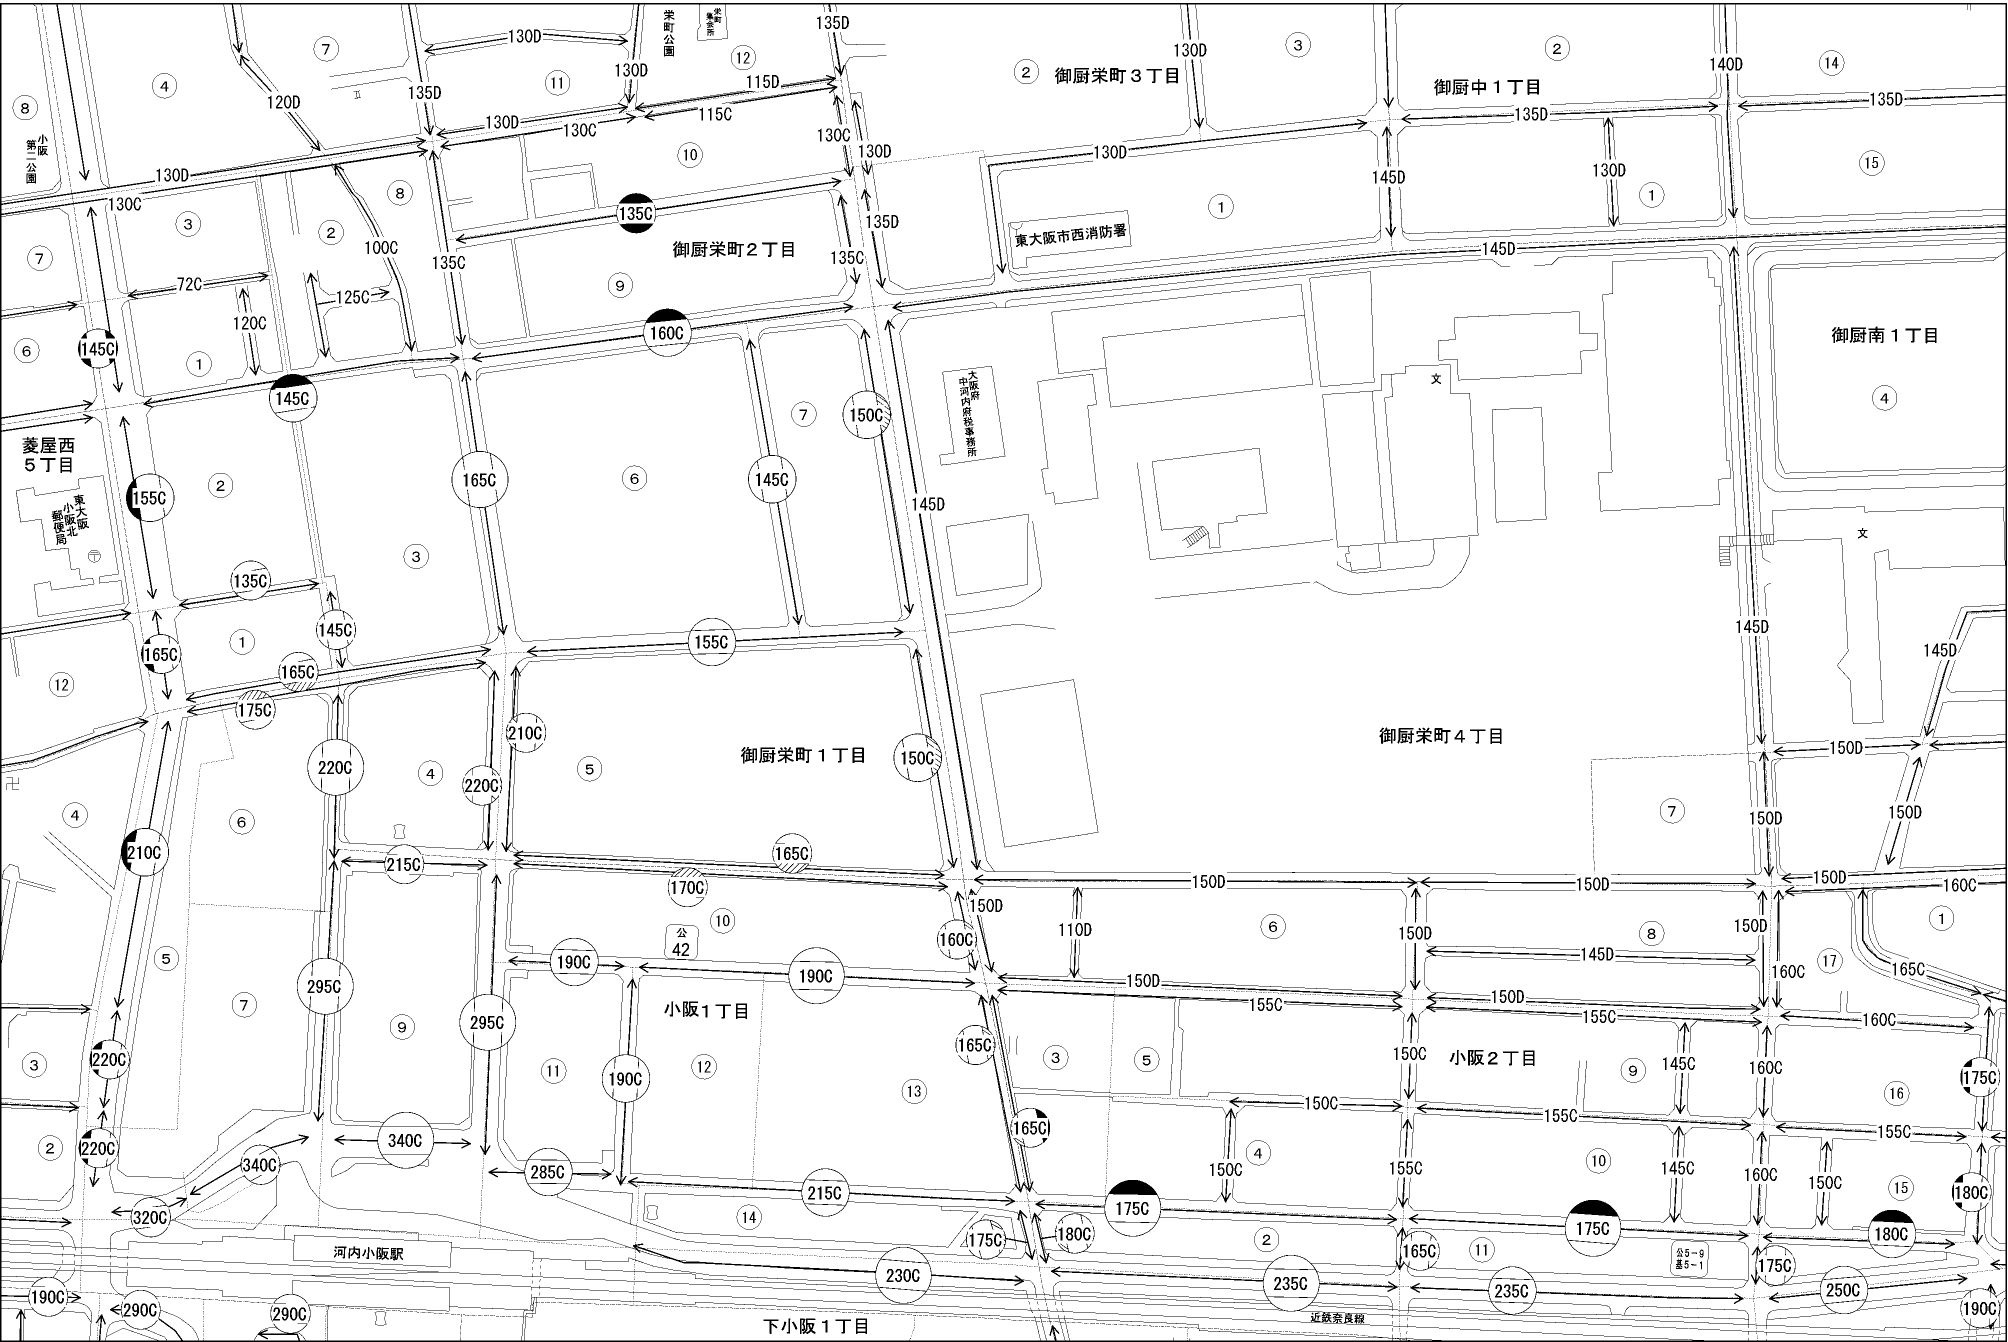 栄町公園
栄町
集会所
135D
⑦
130D
⑫
②
御厨栄町3丁目
130D
③
②
御厨中1丁目
140D
⑭
④
120D
135D
⑪
130D
115D
115C
135D
135D
⑧
小阪
第二公園
130D
130C
130C
130D
⑩
130D
145D
130D
①
⑮
130D
130C
⑧
③
②
100C
135C
135C
御厨栄町2丁目
135D
135C
①
東大阪市西消防署
145D
⑦
72C
125C
120C
⑨
160C
⑥
145C
①
145C
御厨南1丁目
④
大阪府
中河内府税事務所
文
⑦
150C
菱屋西
5丁目
155C
②
165C
⑥
145C
145D
東大阪
小阪北
郵便局
〒
③
文
135C
①
145C
155C
145D
145D
165C
165C
175C
⑫
卍
220C
④
220C
210C
⑤
御厨栄町1丁目
150C
御厨栄町4丁目
150D
④
⑥
⑦
150D
150D
210C
215C
165C
170C
150D
150D
150D
160C
公
42
⑩
150D
160C
110D
⑥
150D
⑧
150D
145D
①
⑤
190C
190C
⑰
160C
165C
⑦
295C
295C
小阪1丁目
150D
155C
150D
155C
160C
⑨
220C
③
⑪
190C
⑫
⑬
165C
③
⑤
150C
小阪2丁目
⑨
145C
160C
175C
⑯
165C
150C
155C
155C
②
220C
340C
340C
285C
215C
④
150C
155C
⑩
145C
160C
150C
⑮
180C
320C
⑭
175C
175C
180C
河内小阪駅
175C
180C
②
165C
⑪
公5-9
基5-1
175C
230C
235C
235C
250C
190C
290C
290C
下小阪1丁目
近鉄奈良線
190C